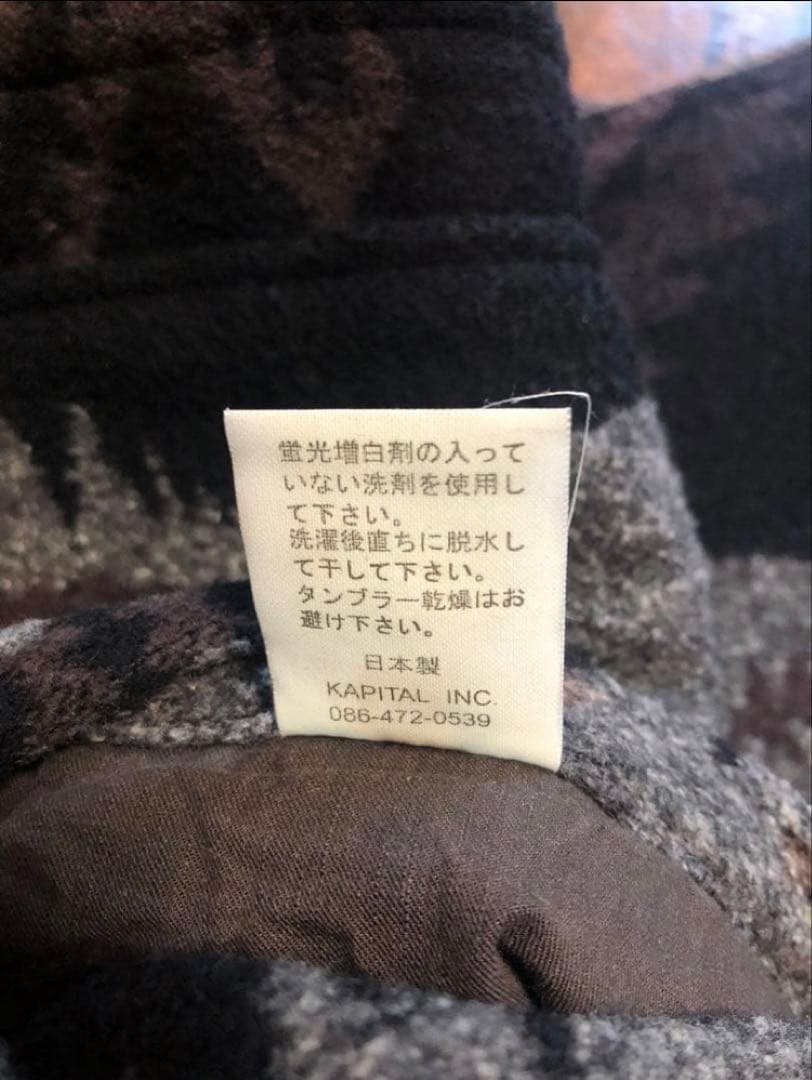 蛍光増白剤の入って
いない洗剤を使用し
て下さい。
洗濯後直ちに脱水し
て干して下さい。
タンブラー乾燥はお
避け下さい。
日本製
KAPITAL INC.
086-472-0539